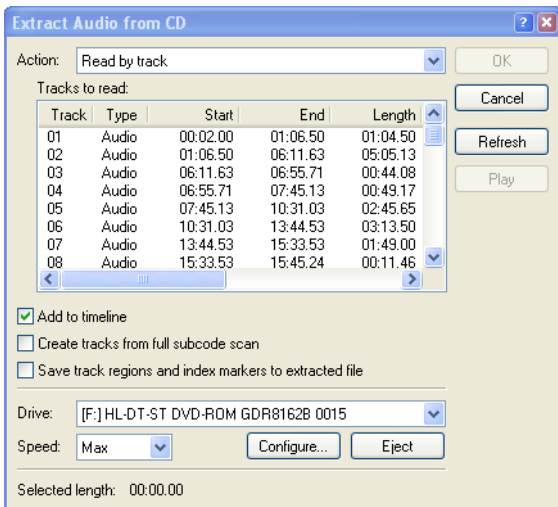 Extract Audio from CD
Action: Read by track OK
Tracks to read:
Cancel
Track Type Start End Length
01 Audio 00:02.00 01:06.50 01:04.50
02 Audio 01:06.50 06:11.63 05:05.13
03 Audio 06:11.63 06:55.71 00:44.08
04 Audio 06:55.71 07:45.13 00:49.17
05 Audio 07:45.13 10:31.03 02:45.65
06 Audio 10:31.03 13:44.53 03:13.50
07 Audio 13:44.53 15:33.53 01:49.00
08 Audio 15:33.53 15:45.24 00:11.46
Refresh
Play
Add to timeline
Create tracks from full subcode scan
Save track regions and index markers to extracted file
Drive: [F:] HL-DT-ST DVD-ROM GDR8162B 0015
Speed: Max Configure... Eject
Selected length: 00:00.00